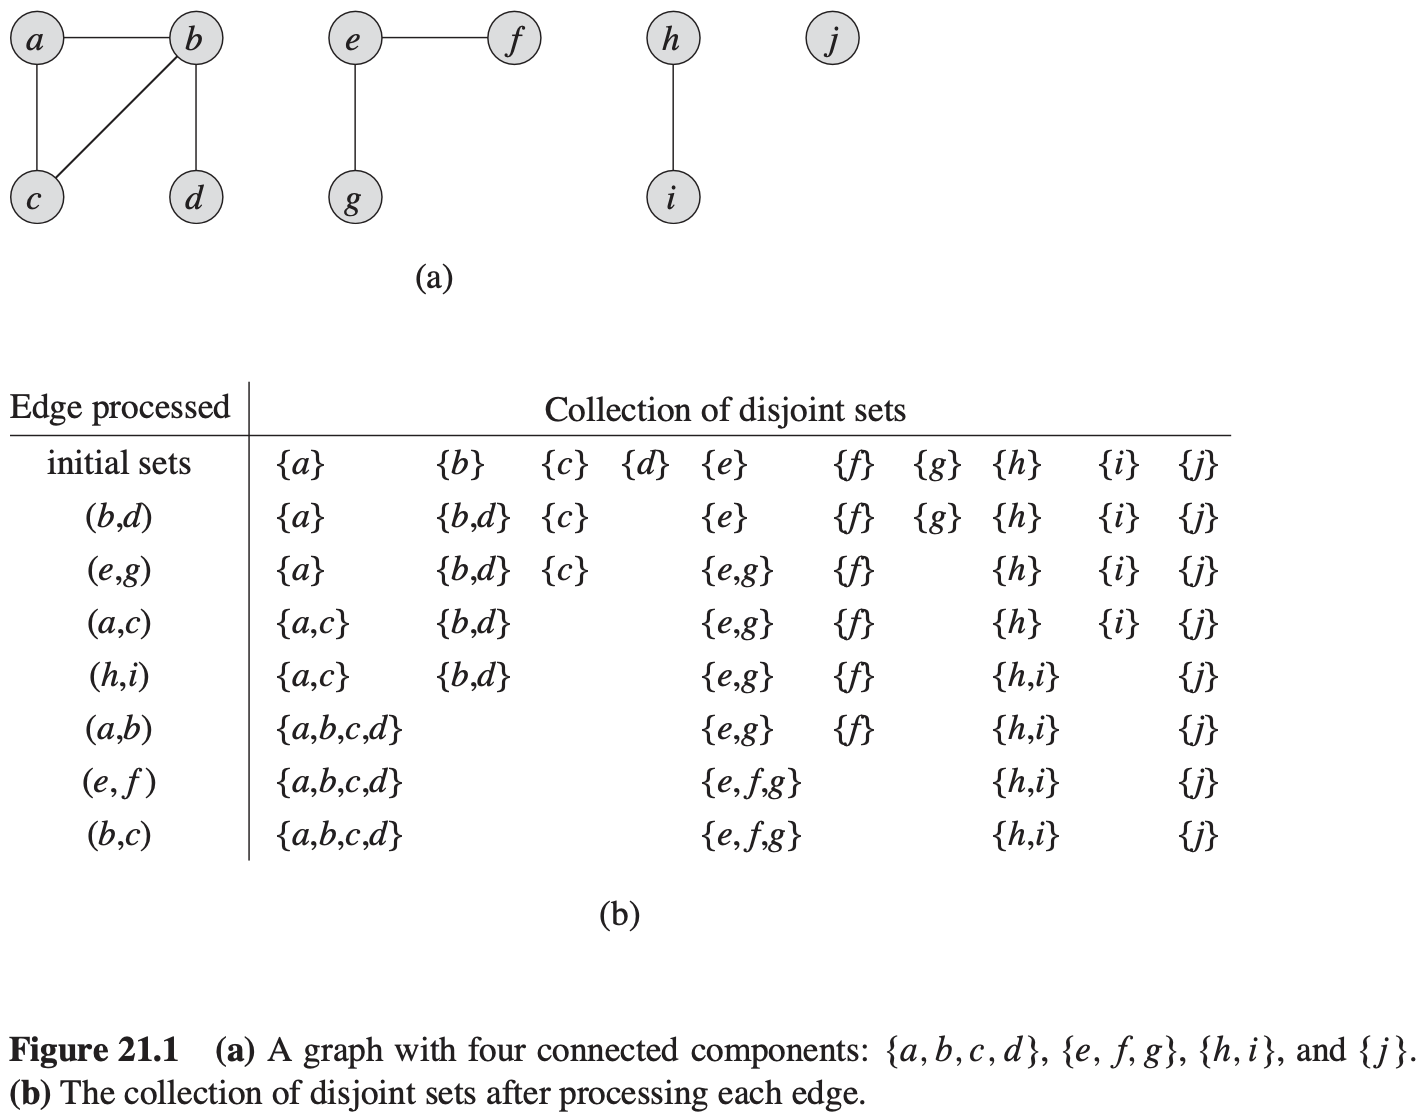 a b e f h j
c d g i
(a)
Edge processed Collection of disjoint sets
initial sets {a} {b} {c} {d} {e} {f} {g} {h} {i} {j}
(b,d) {a} {b,d} {c} {e} {f} {g} {h} {i} {j}
(e,g) {a} {b,d} {c} {e,g} {f} {h} {i} {j}
(a,c) {a,c} {b,d} {e,g} {f} {h} {i} {j}
(h,i) {a,c} {b,d} {e,g} {f} {h,i} {j}
(a,b) {a,b,c,d} {e,g} {f} {h,i} {j}
(e, f) {a,b,c,d} {e, f,g} {h,i} {j}
(b,c) {a,b,c,d} {e, f,g} {h,i} {j}
(b)
Figure 21.1 (a) A graph with four connected components: {a, b, c, d}, {e, f, g}, {h, i}, and {j}.
(b) The collection of disjoint sets after processing each edge.